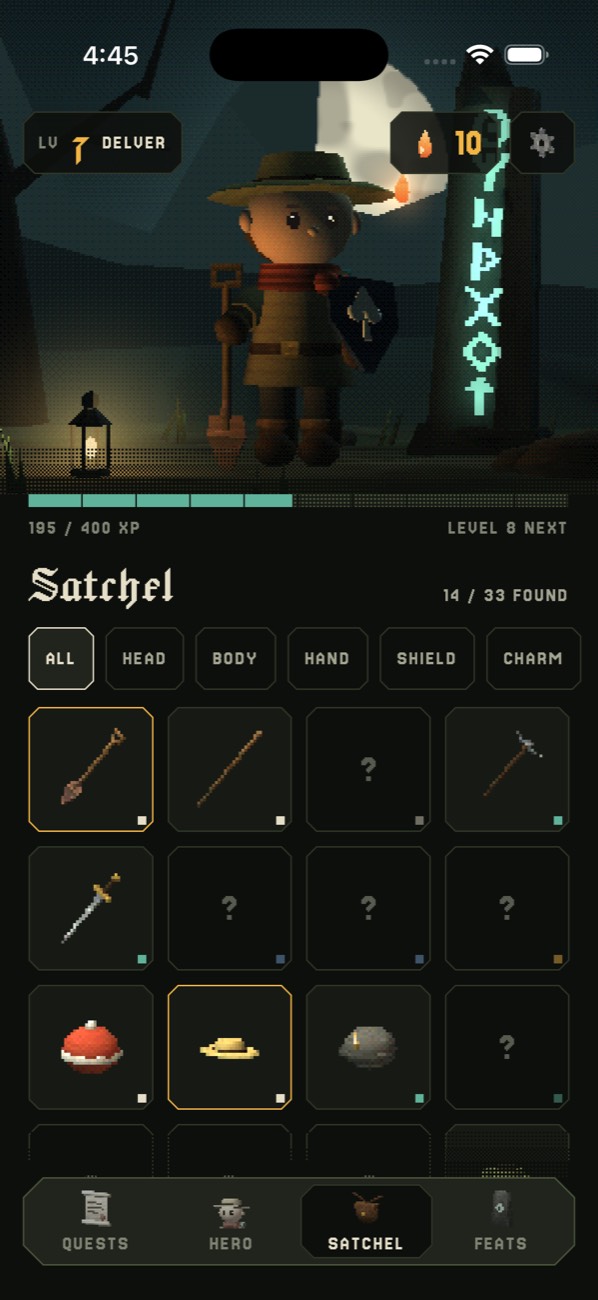 4:45
LV 7 DELVER
10
195 / 400 XP
LEVEL 8 NEXT
Satchel
14 / 33 FOUND
ALL
HEAD
BODY
HAND
SHIELD
CHARM
?
?
?
?
?
QUESTS
HERO
SATCHEL
FEATS